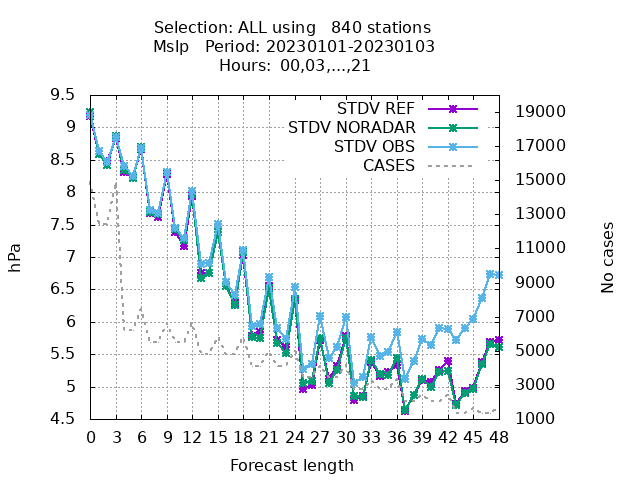 Selection: ALL using   840 stations
Mslp   Period: 20230101-20230103
Hours: 00,03,...,21
STDV REF
STDV NORADAR
STDV OBS
CASES
hPa
9.5
9
8.5
8
7.5
7
6.5
6
5.5
5
4.5
No cases
19000
17000
15000
13000
11000
9000
7000
5000
3000
1000
0 3 6 9 12 15 18 21 24 27 30 33 36 39 42 45 48
Forecast length